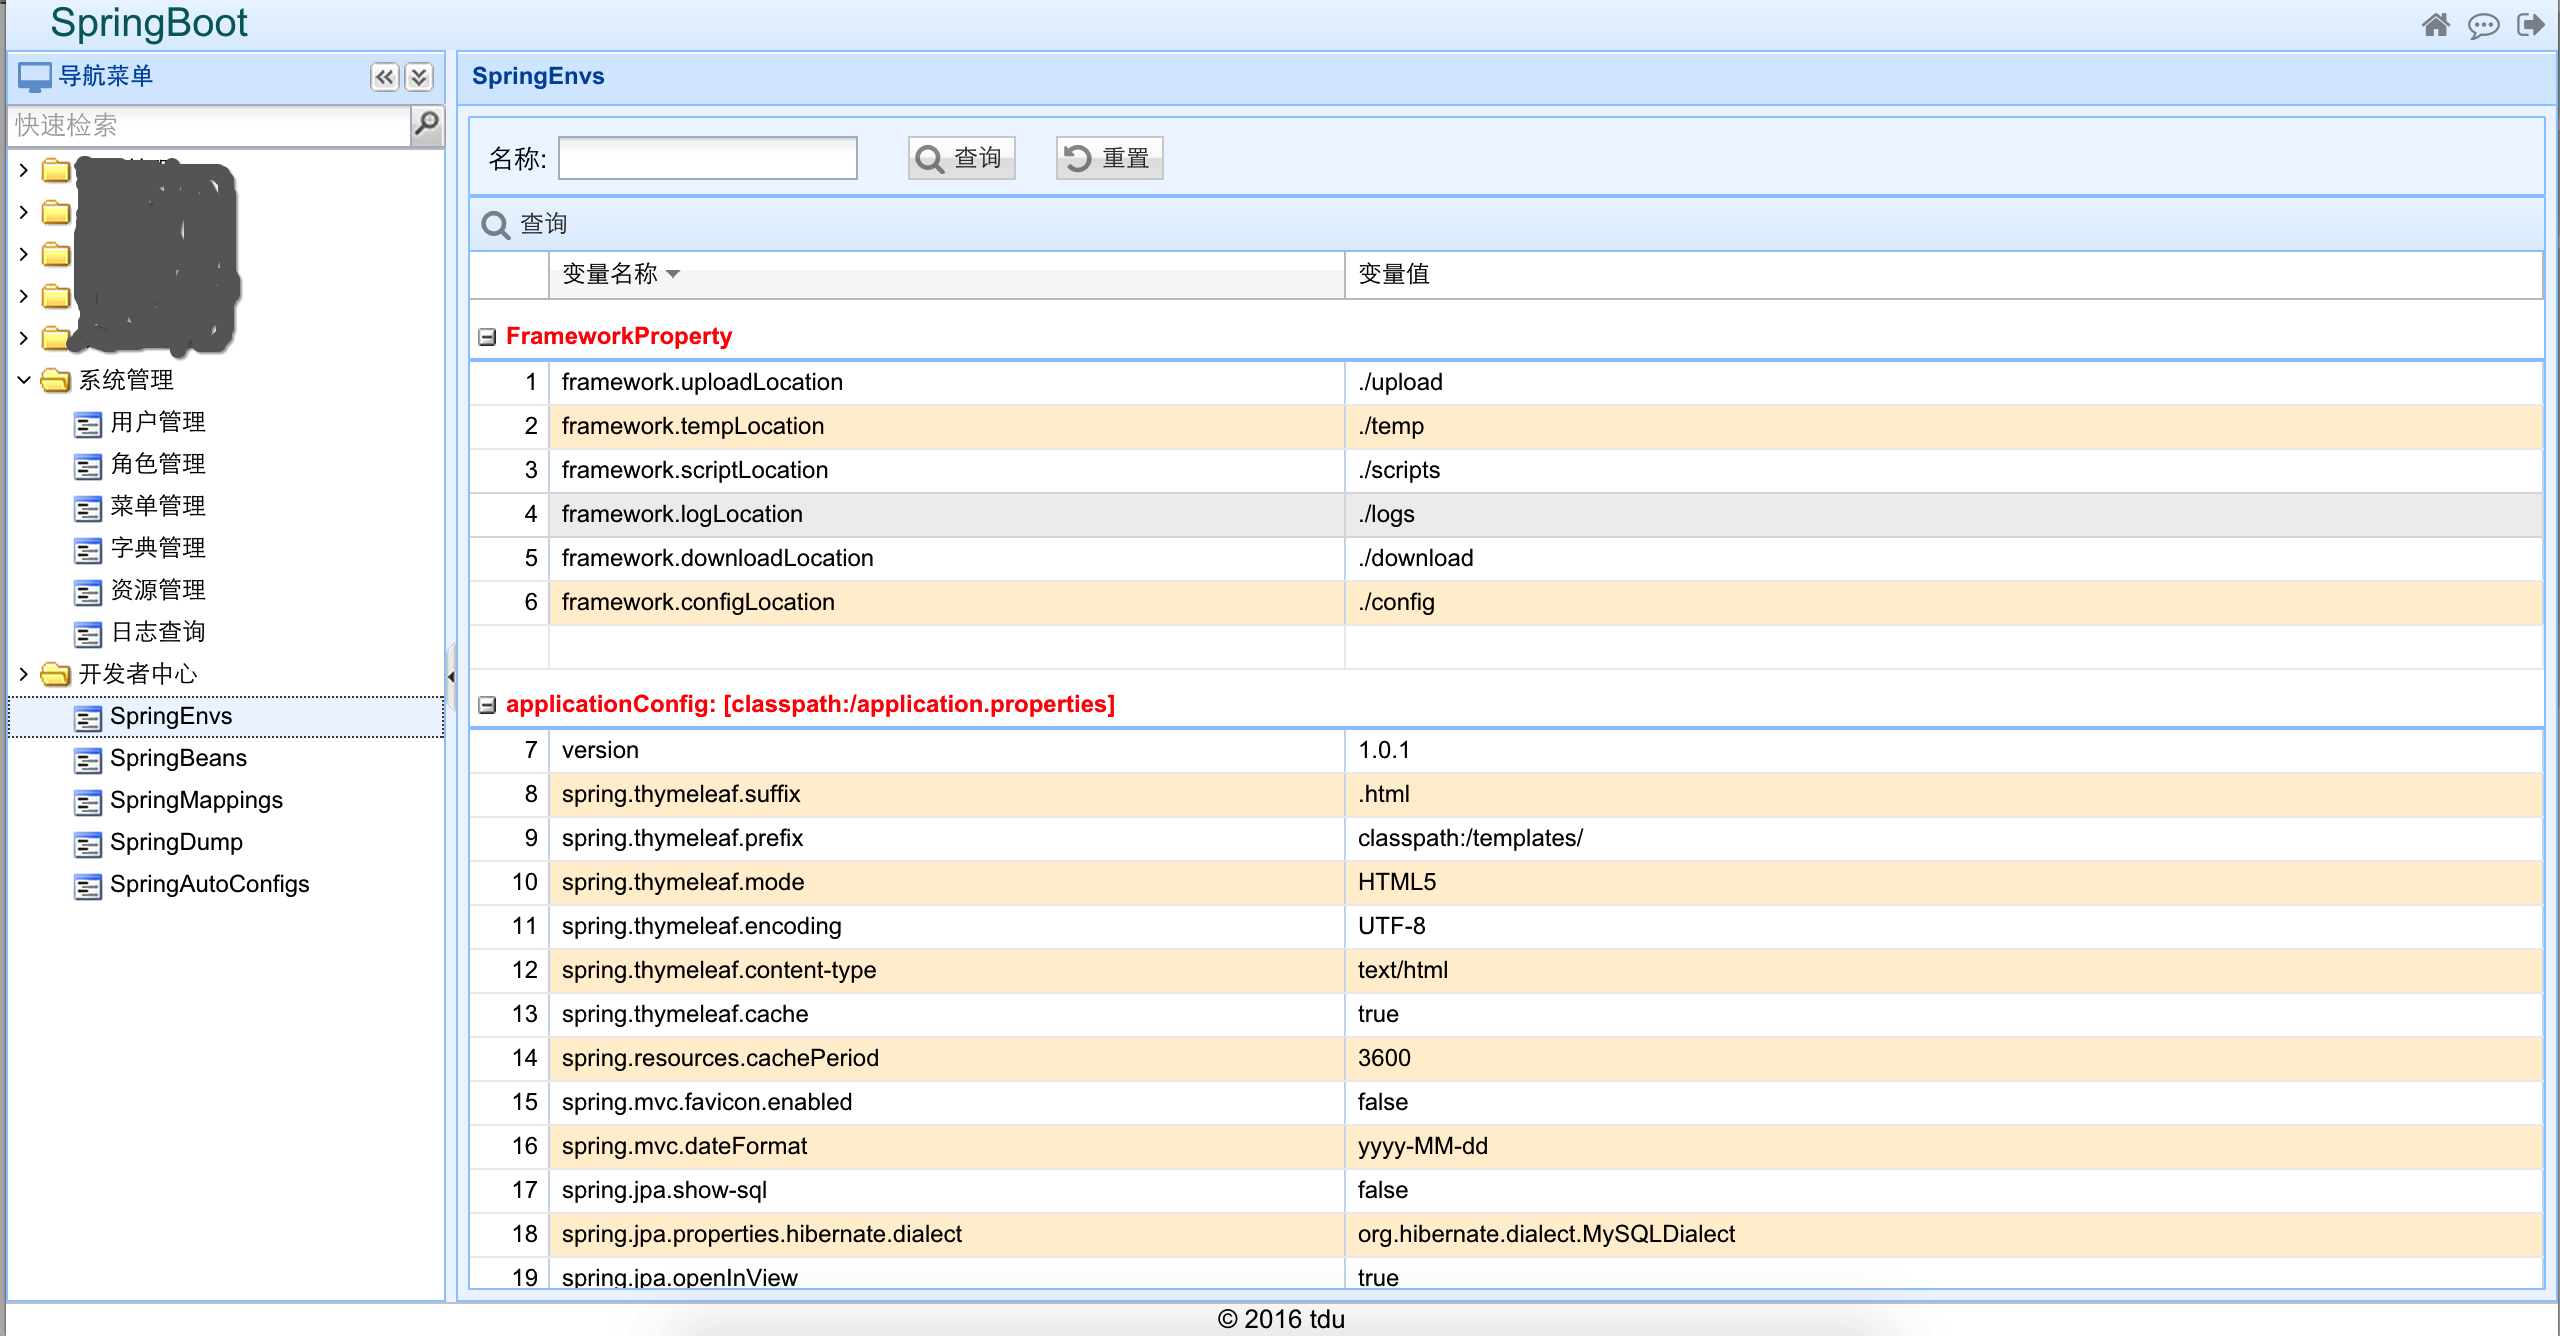 SpringBoot
导航菜单
快速检索
系统管理
用户管理
角色管理
菜单管理
字典管理
资源管理
日志查询
开发者中心
SpringEnvs
SpringBeans
SpringMappings
SpringDump
SpringAutoConfigs
SpringEnvs
名称: 查询 重置
查询
变量名称 变量值
FrameworkProperty
1 framework.uploadLocation ./upload
2 framework.tempLocation ./temp
3 framework.scriptLocation ./scripts
4 framework.logLocation ./logs
5 framework.downloadLocation ./download
6 framework.configLocation ./config
applicationConfig: [classpath:/application.properties]
7 version 1.0.1
8 spring.thymeleaf.suffix .html
9 spring.thymeleaf.prefix classpath:/templates/
10 spring.thymeleaf.mode HTML5
11 spring.thymeleaf.encoding UTF-8
12 spring.thymeleaf.content-type text/html
13 spring.thymeleaf.cache true
14 spring.resources.cachePeriod 3600
15 spring.mvc.favicon.enabled false
16 spring.mvc.dateFormat yyyy-MM-dd
17 spring.jpa.show-sql false
18 spring.jpa.properties.hibernate.dialect org.hibernate.dialect.MySQLDialect
19 spring.jpa.openInView true
© 2016 tdu